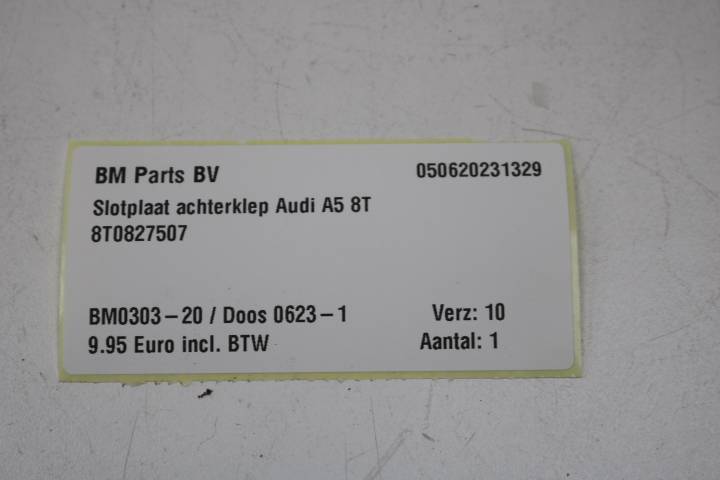 BM Parts BV 050620231329
Slotplaat achterklep Audi A5 8T
8T0827507
BM0303-20 / Doos 0623-1 Verz: 10
9.95 Euro incl. BTW Aantal: 1